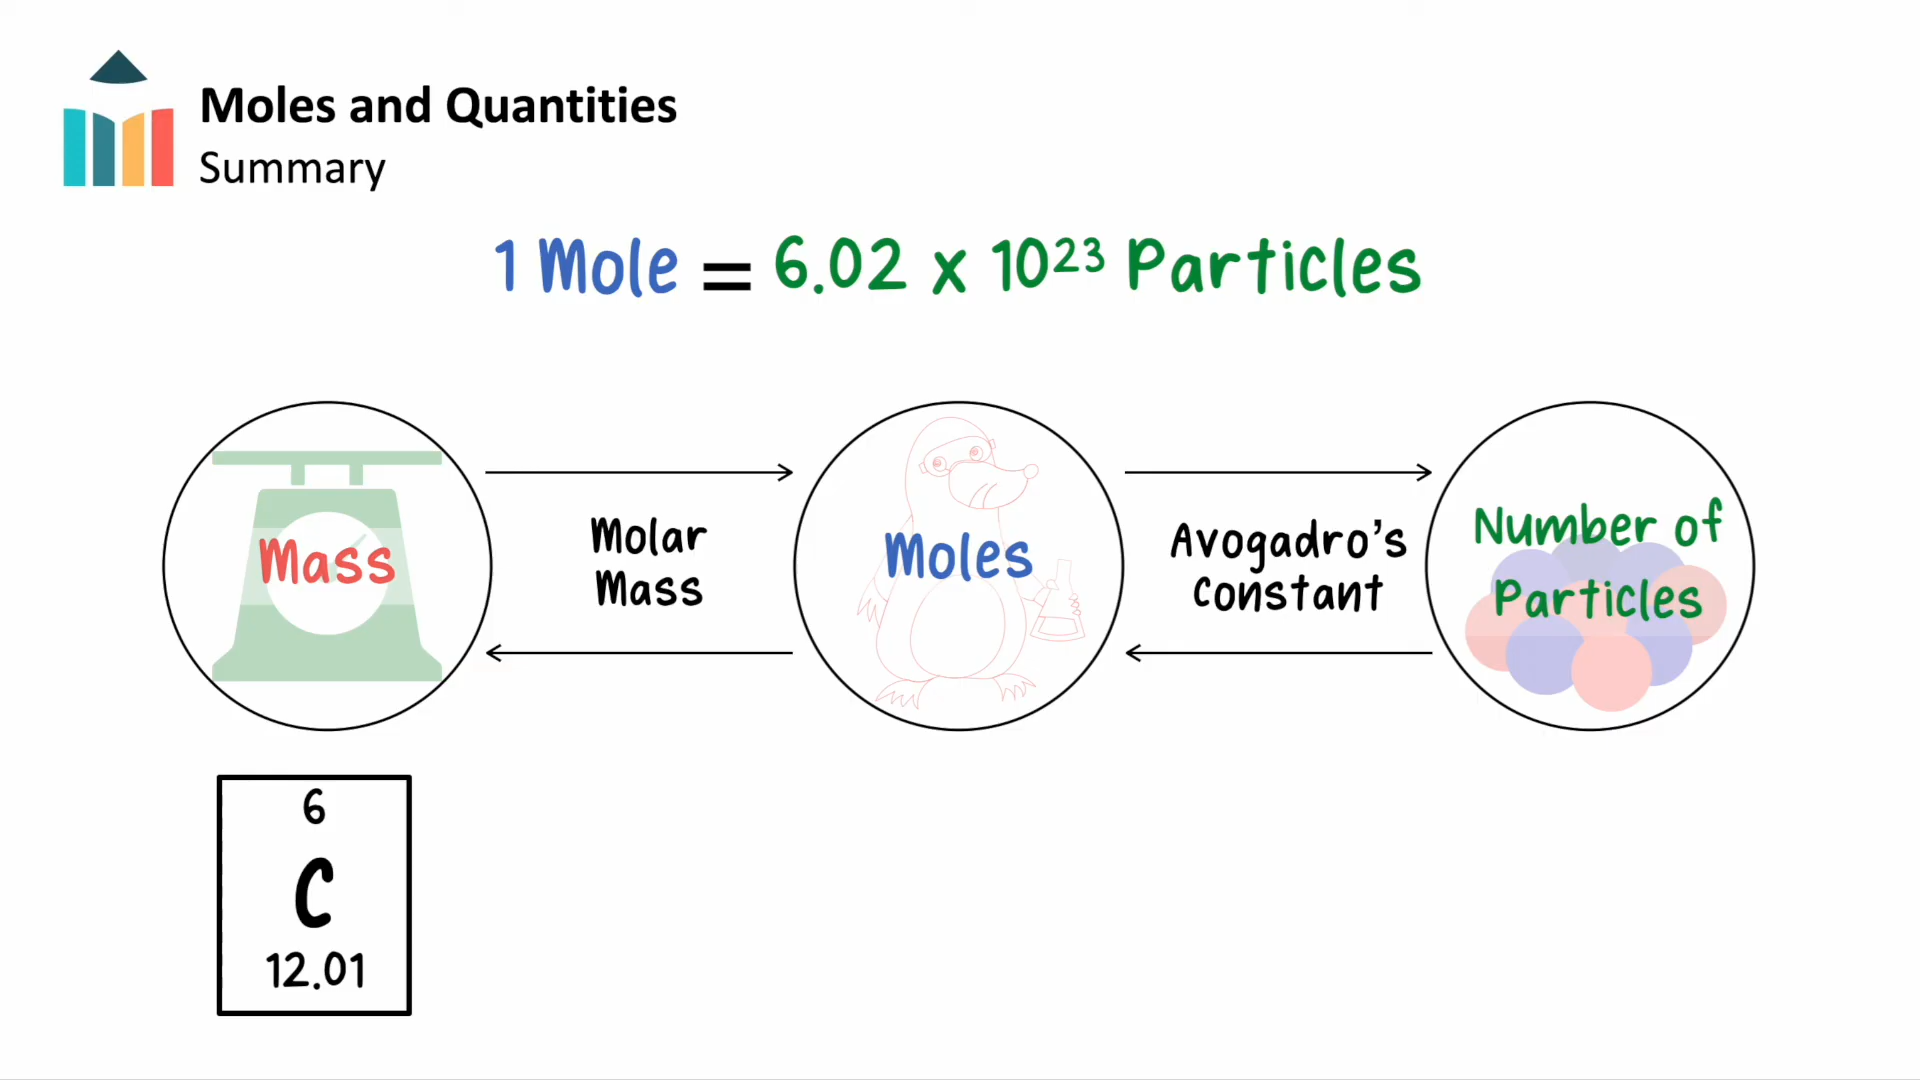 Moles and Quantities
Summary
1 Mole = 6.02 x 10²³ Particles
Mass
Molar
Mass
Moles
Avogadro's
Constant
Number of
Particles
6
C
12.01